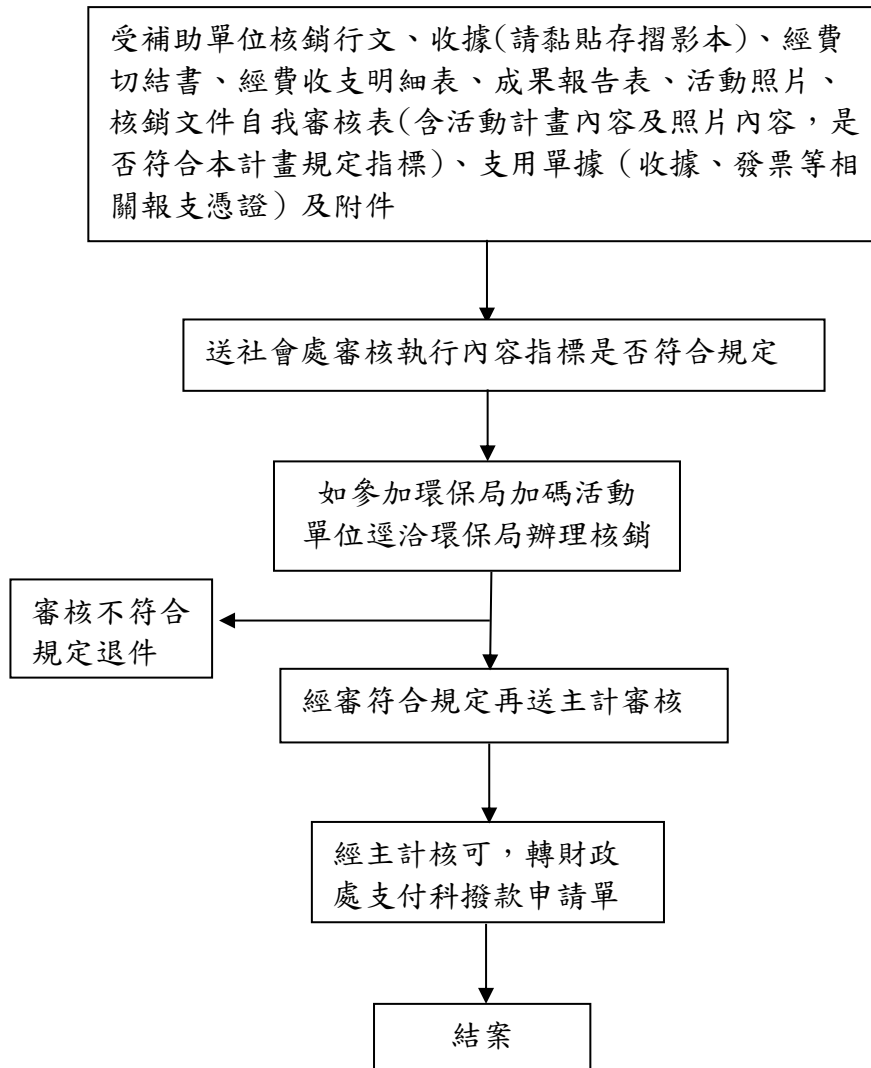 受補助單位核銷行文、收據(請黏貼存摺影本)、經費
切結書、經費收支明細表、成果報告表、活動照片、
核銷文件自我審核表(含活動計畫內容及照片內容，是
否符合本計畫規定指標)、支用單據（收據、發票等相
關報支憑證）及附件
送社會處審核執行內容指標是否符合規定
如參加環保局加碼活動
單位逕洽環保局辦理核銷
審核不符合
規定退件
經審符合規定再送主計審核
經主計核可，轉財政
處支付科撥款申請單
結案